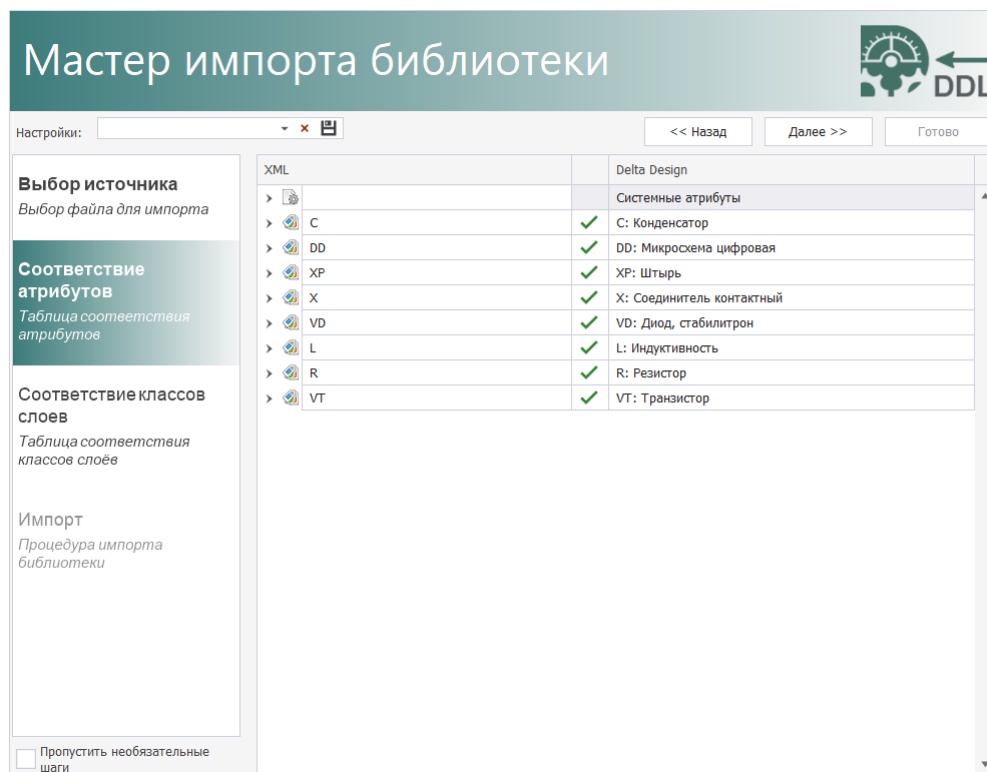 Мастер импорта библиотеки
DDL
Настройки:
<< Назад
Далее >>
Готово
Выбор источника
Выбор файла для импорта
Соответствие
атрибутов
Таблица соответствия
атрибутов
Соответствие классов
слоев
Таблица соответствия
классов слоёв
Импорт
Процедура импорта
библиотеки
Пропустить необязательные
шаги
XML
Delta Design
Системные атрибуты
C
C: Конденсатор
DD
DD: Микросхема цифровая
XP
XP: Штырь
X
X: Соединитель контактный
VD
VD: Диод, стабилитрон
L
L: Индуктивность
R
R: Резистор
VT
VT: Транзистор